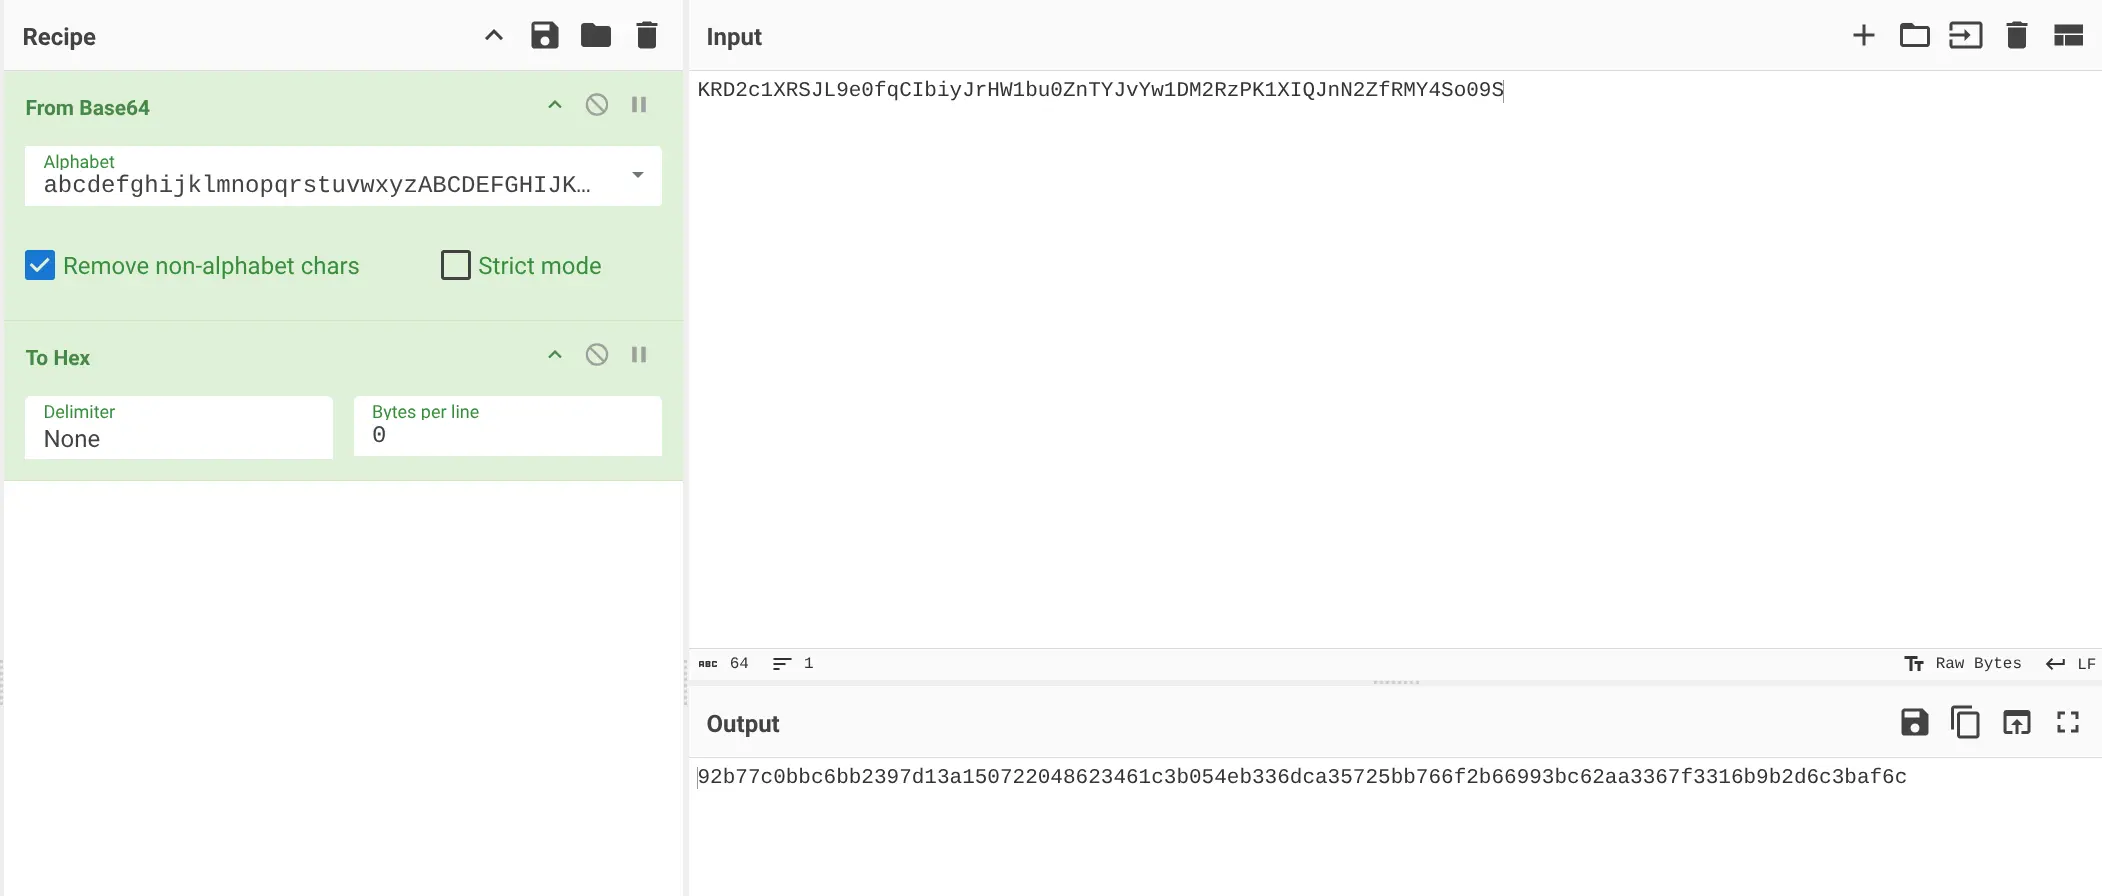 Recipe
From Base64
Alphabet
abcdefghijklmnopqrstuvwxyzABCDEFGHIJK…
Remove non-alphabet chars
Strict mode
To Hex
Delimiter
None
Bytes per line
0
Input
KRD2c1XRSJL9e0fqCIbiyJrHW1bu0ZnTYJvYw1DM2RzPK1XIQJnN2ZfRMY4So09S
ABC 64 1
Raw Bytes LF
Output
92b77c0bbc6bb2397d13a150722048623461c3b054eb336dca35725bb766f2b66993bc62aa3367f3316b9b2d6c3baf6c